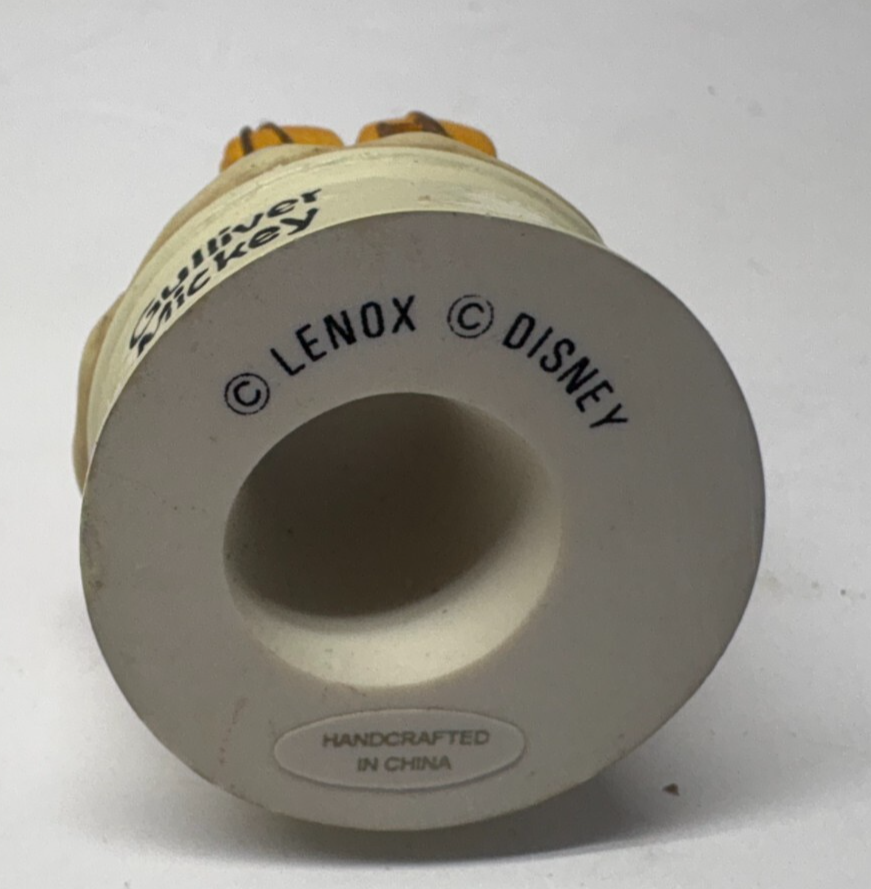 Gulliver
Mickey
© LENOX © DISNEY
HANDCRAFTED
IN CHINA